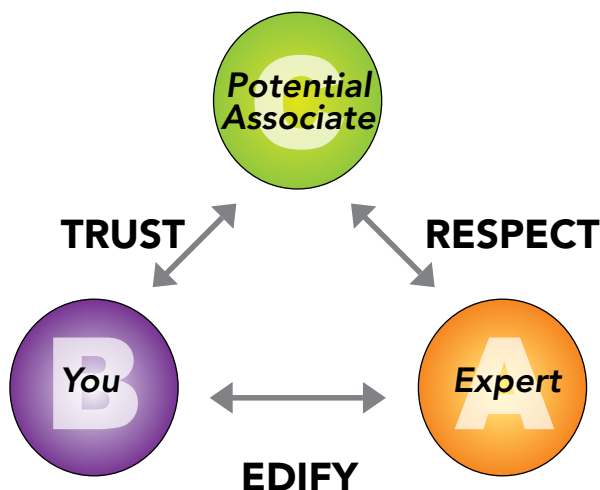 C
Potential
Associate
TRUST
RESPECT
B
You
A
Expert
EDIFY